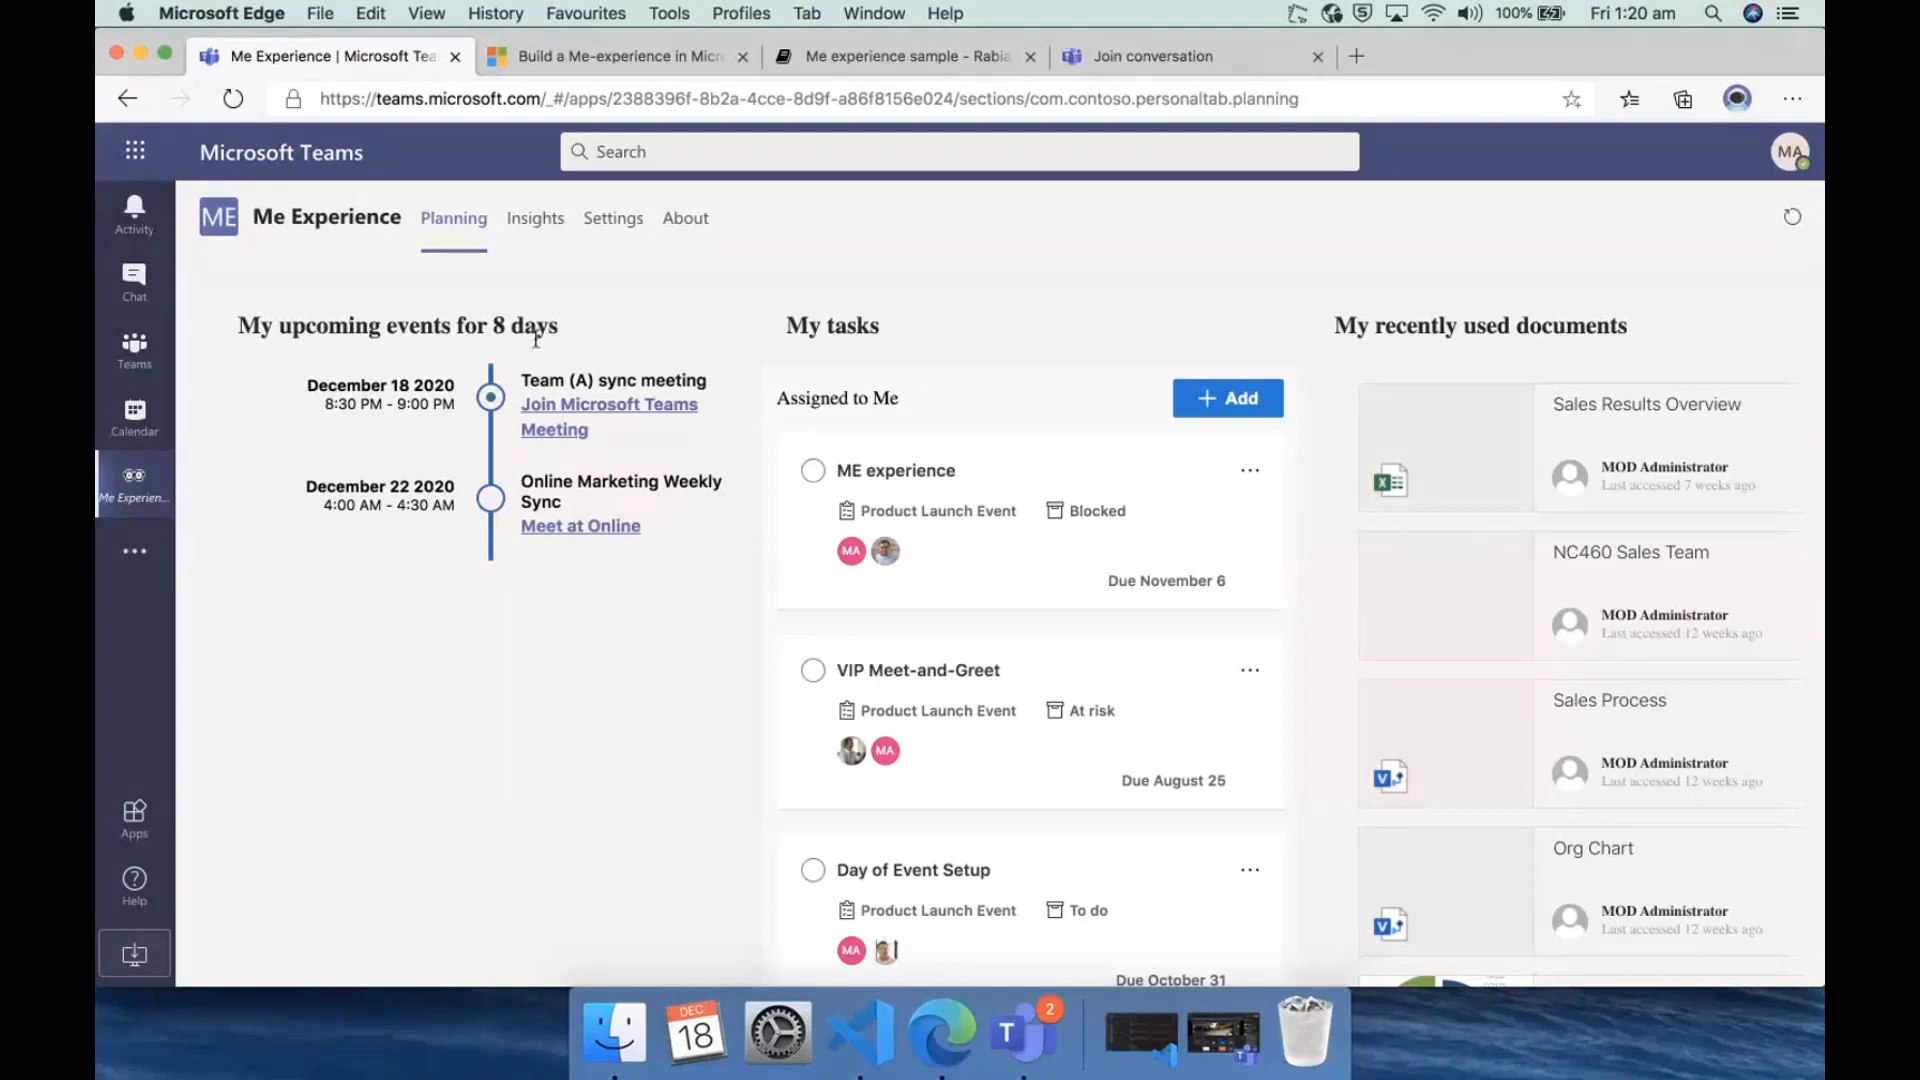 Microsoft Edge File Edit View History Favourites Tools Profiles Tab Window Help 100% Fri 1:20 am
Me Experience | Microsoft Tea Build a Me-experience in Micr Me experience sample - Rabia Join conversation
https://teams.microsoft.com/_#/apps/2388396f-8b2a-4cce-8d9f-a86f8156e024/sections/com.contoso.personaltab.planning
Microsoft Teams Search MA
ME Me Experience Planning Insights Settings About
Activity
Chat
Teams
Calendar
Me Experien...
Apps
Help
My upcoming events for 8 days
December 18 2020
8:30 PM - 9:00 PM
Team (A) sync meeting
Join Microsoft Teams
Meeting
December 22 2020
4:00 AM - 4:30 AM
Online Marketing Weekly
Sync
Meet at Online
My tasks
Assigned to Me + Add
ME experience
Product Launch Event Blocked
MA
Due November 6
VIP Meet-and-Greet
Product Launch Event At risk
MA
Due August 25
Day of Event Setup
Product Launch Event To do
MA
Due October 31
My recently used documents
Sales Results Overview
MOD Administrator
Last accessed 7 weeks ago
NC460 Sales Team
MOD Administrator
Last accessed 12 weeks ago
Sales Process
MOD Administrator
Last accessed 12 weeks ago
Org Chart
MOD Administrator
Last accessed 12 weeks ago
DEC
18
T 2